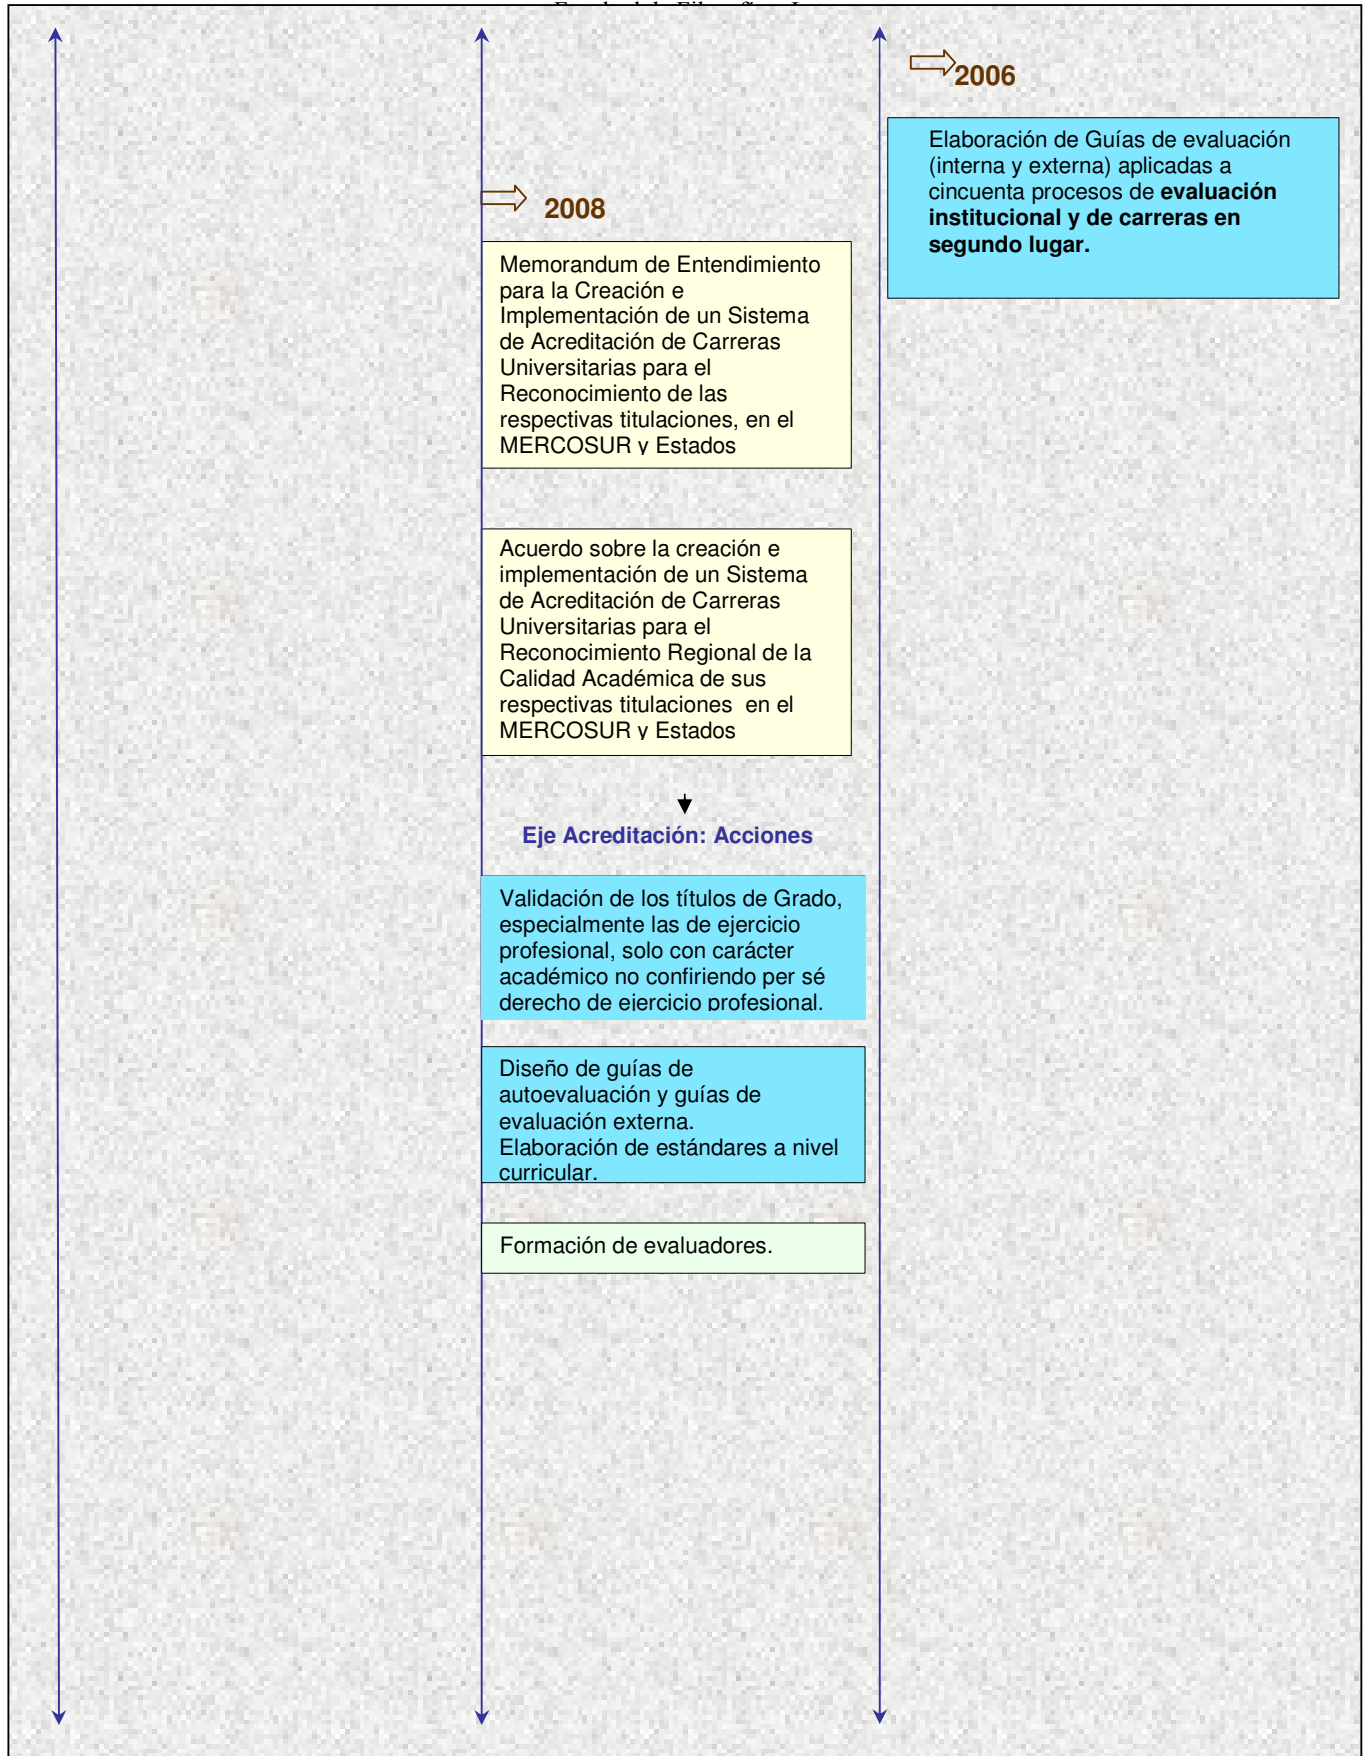 2006
Elaboración de Guías de evaluación
(interna y externa) aplicadas a
cincuenta procesos de evaluación
institucional y de carreras en
segundo lugar.
2008
Memorandum de Entendimiento
para la Creación e
Implementación de un Sistema
de Acreditación de Carreras
Universitarias para el
Reconocimiento de las
respectivas titulaciones, en el
MERCOSUR y Estados
Acuerdo sobre la creación e
implementación de un Sistema
de Acreditación de Carreras
Universitarias para el
Reconocimiento Regional de la
Calidad Académica de sus
respectivas titulaciones en el
MERCOSUR y Estados
Eje Acreditación: Acciones
Validación de los títulos de Grado,
especialmente las de ejercicio
profesional, solo con carácter
académico no confiriendo per sé
derecho de ejercicio profesional.
Diseño de guías de
autoevaluación y guías de
evaluación externa.
Elaboración de estándares a nivel
curricular.
Formación de evaluadores.